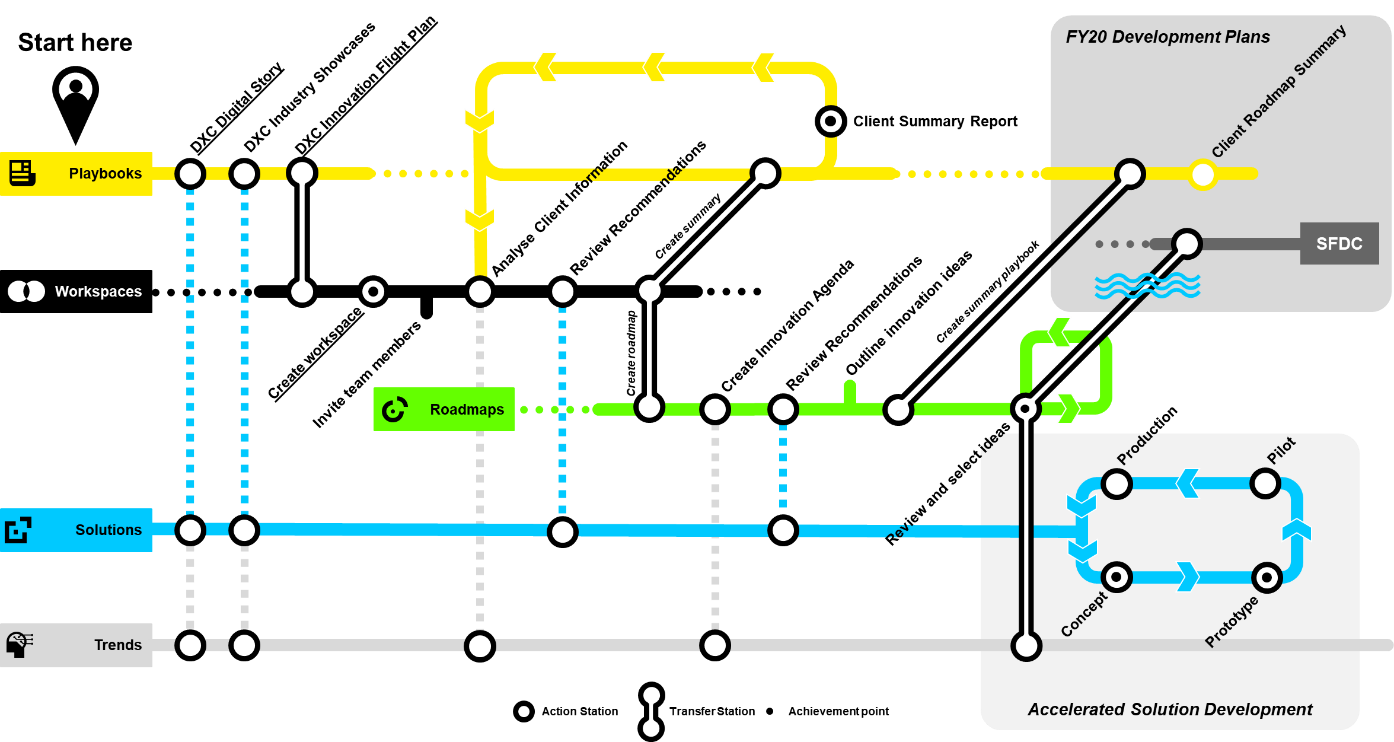 Start here
DXC Digital Story
DXC Industry Showcases
DXC Innovation Flight Plan
FY20 Development Plans
Client Roadmap Summary
Client Summary Report
Playbooks
Analyse Client Information
Review Recommendations
Create summary
SFDC
Workspaces
Create workspace
Invite team members
Create roadmap
Create Innovation Agenda
Review Recommendations
Outline innovation ideas
Create summary playbook
Roadmaps
Review and select ideas
Production
Pilot
Solutions
Concept
Prototype
Trends
Accelerated Solution Development
Action Station
Transfer Station
Achievement point